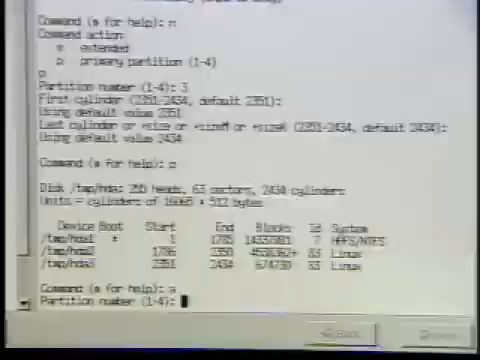 Command (m for help): n
Command action
e extended
p primary partition (1-4)
p
Partition number (1-4): 3
First cylinder (2351-2434, default 2351):
Using default value 2351
Last cylinder or +size or +sizeM or +sizeK (2351-2434, default 2434):
Using default value 2434
Command (m for help): p
Disk /tmp/hda: 255 heads, 63 sectors, 2434 cylinders
Units = cylinders of 16065 * 512 bytes
Device Boot Start End Blocks Id System
/tmp/hda1 * 1 1785 7 HPFS/NTFS
/tmp/hda2 1786 2350 83 Linux
/tmp/hda3 2351 2434 674730 83 Linux
Command (m for help): a
Partition number (1-4):